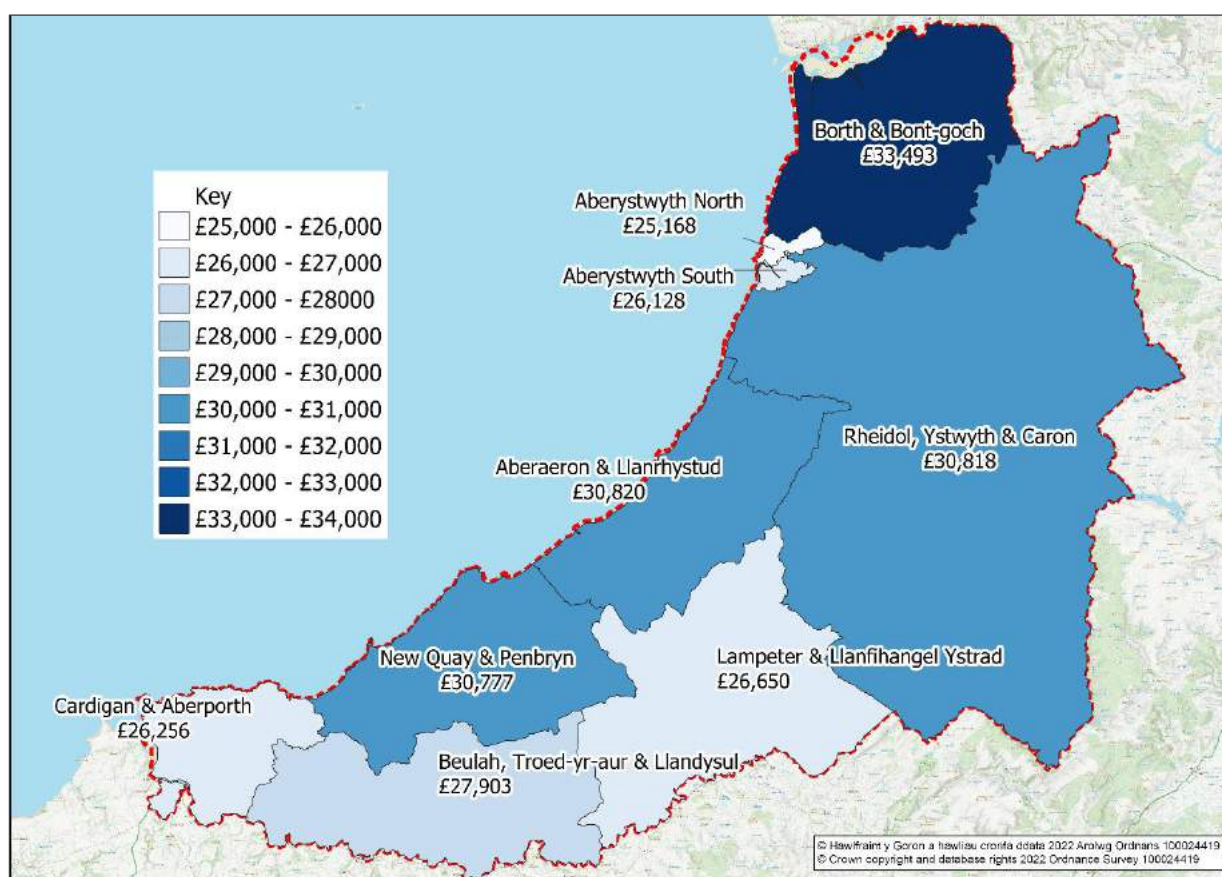 Borth & Bont-goch
£33,493
Key
£25,000 - £26,000
£26,000 - £27,000
£27,000 - £28000
£28,000 - £29,000
£29,000 - £30,000
£30,000 - £31,000
£31,000 - £32,000
£32,000 - £33,000
£33,000 - £34,000
Aberystwyth North
£25,168
Aberystwyth South
£26,128
Rheidol, Ystwyth & Caron
£30,818
Aberaeron & Llanrhystud
£30,820
New Quay & Penbryn
£30,777
Lampeter & Llanfihangel Ystrad
£26,650
Cardigan & Aberporth
£26,256
Beulah, Troed-yr-aur & Llandysul
£27,903
© Hawlfraint y Goron a hawliau cronfa ddata 2022 Arolwg Ordnans 100024419
© Crown copyright and database rights 2022 Ordnance Survey 100024419